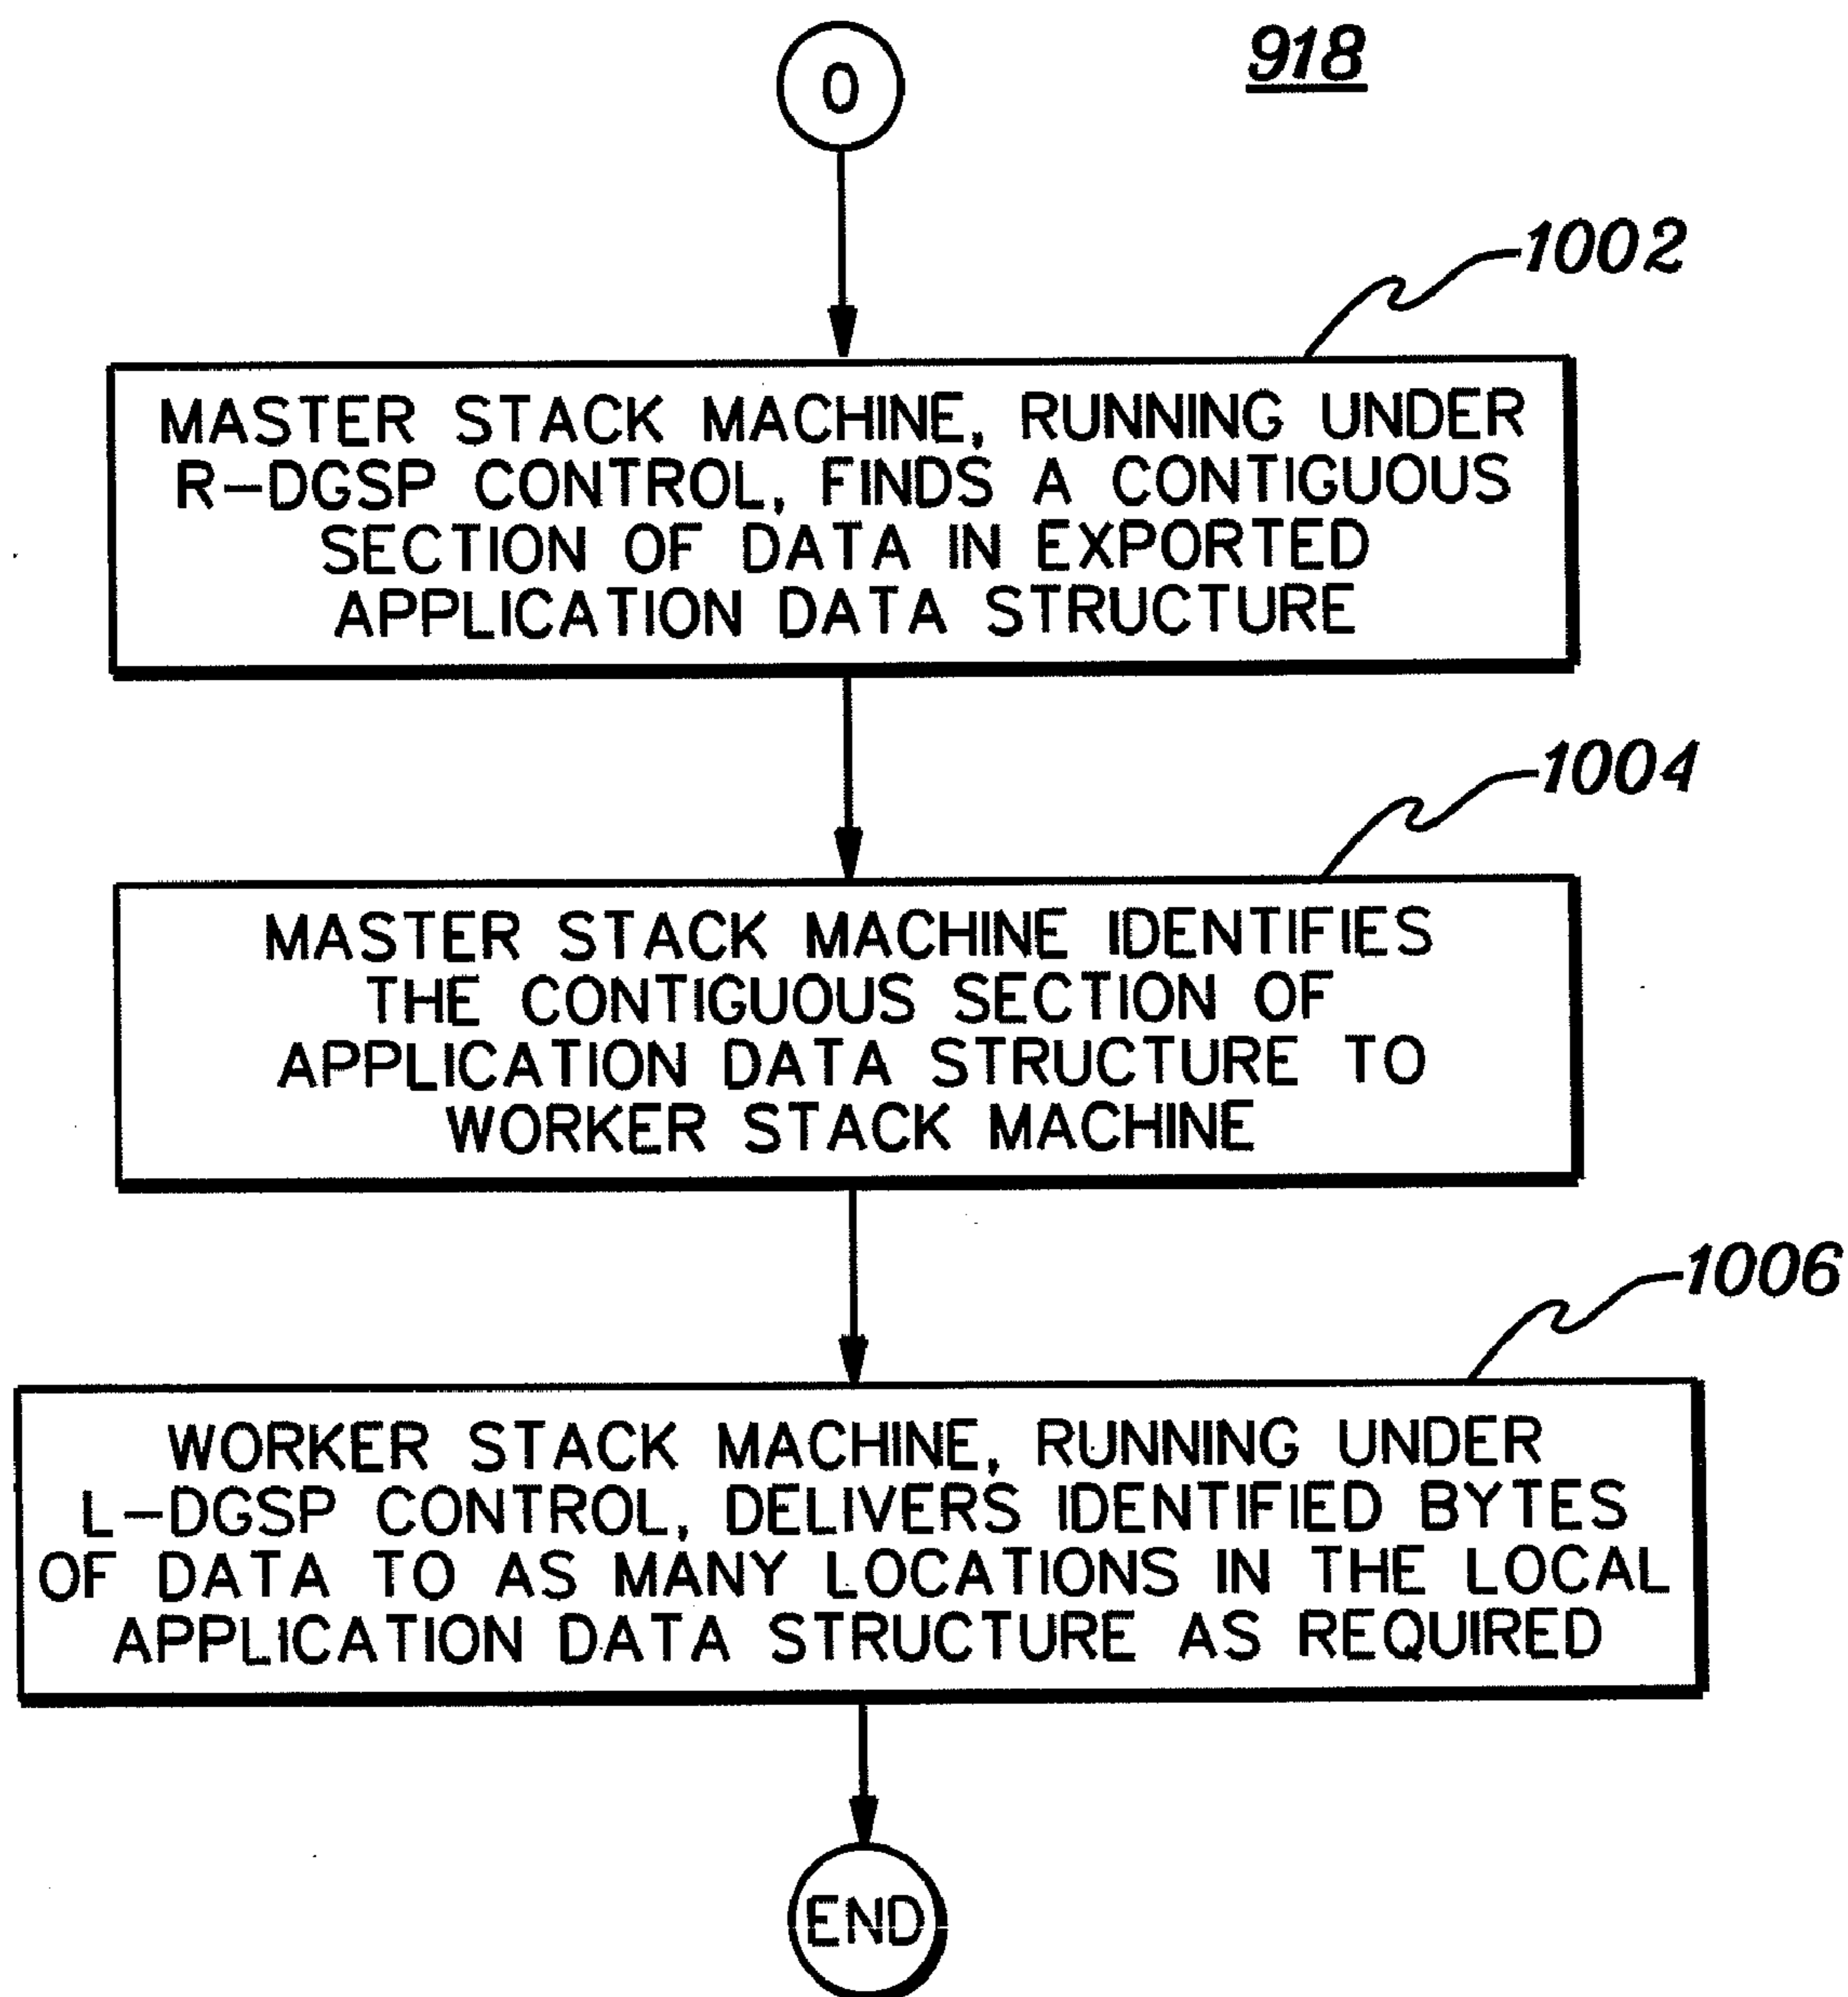 918
0
1002
MASTER STACK MACHINE, RUNNING UNDER
R-DGSP CONTROL, FINDS A CONTIGUOUS
SECTION OF DATA IN EXPORTED
APPLICATION DATA STRUCTURE
1004
MASTER STACK MACHINE IDENTIFIES
THE CONTIGUOUS SECTION OF
APPLICATION DATA STRUCTURE TO
WORKER STACK MACHINE
1006
WORKER STACK MACHINE, RUNNING UNDER
L-DGSP CONTROL, DELIVERS IDENTIFIED BYTES
OF DATA TO AS MANY LOCATIONS IN THE LOCAL
APPLICATION DATA STRUCTURE AS REQUIRED
END